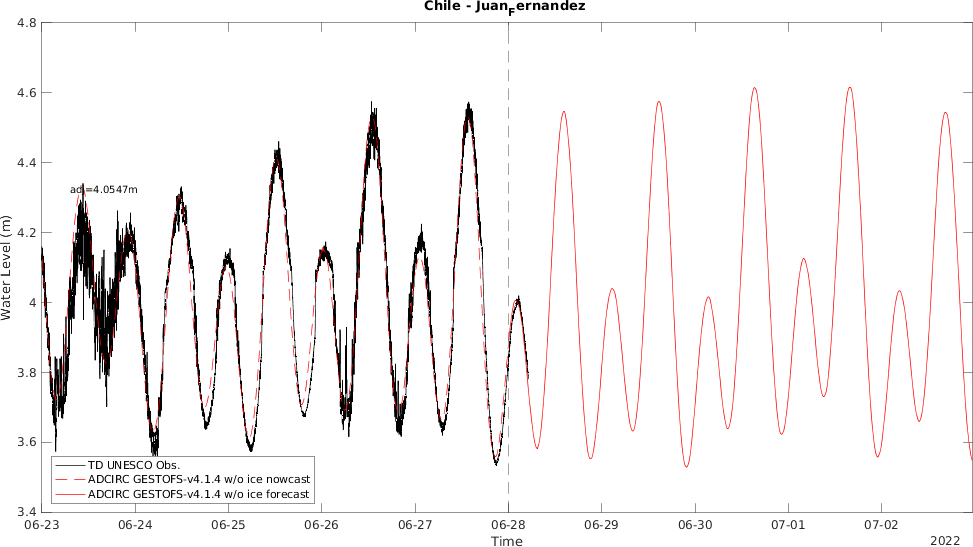 Chile - JuanFernandez
4.8
4.6
4.4
4.2
4
3.8
3.6
3.4
Water Level (m)
adj=4.0547m
TD UNESCO Obs.
ADCIRC GESTOFS-v4.1.4 w/o ice nowcast
ADCIRC GESTOFS-v4.1.4 w/o ice forecast
06-23 06-24 06-25 06-26 06-27 06-28 06-29 06-30 07-01 07-02
Time
2022